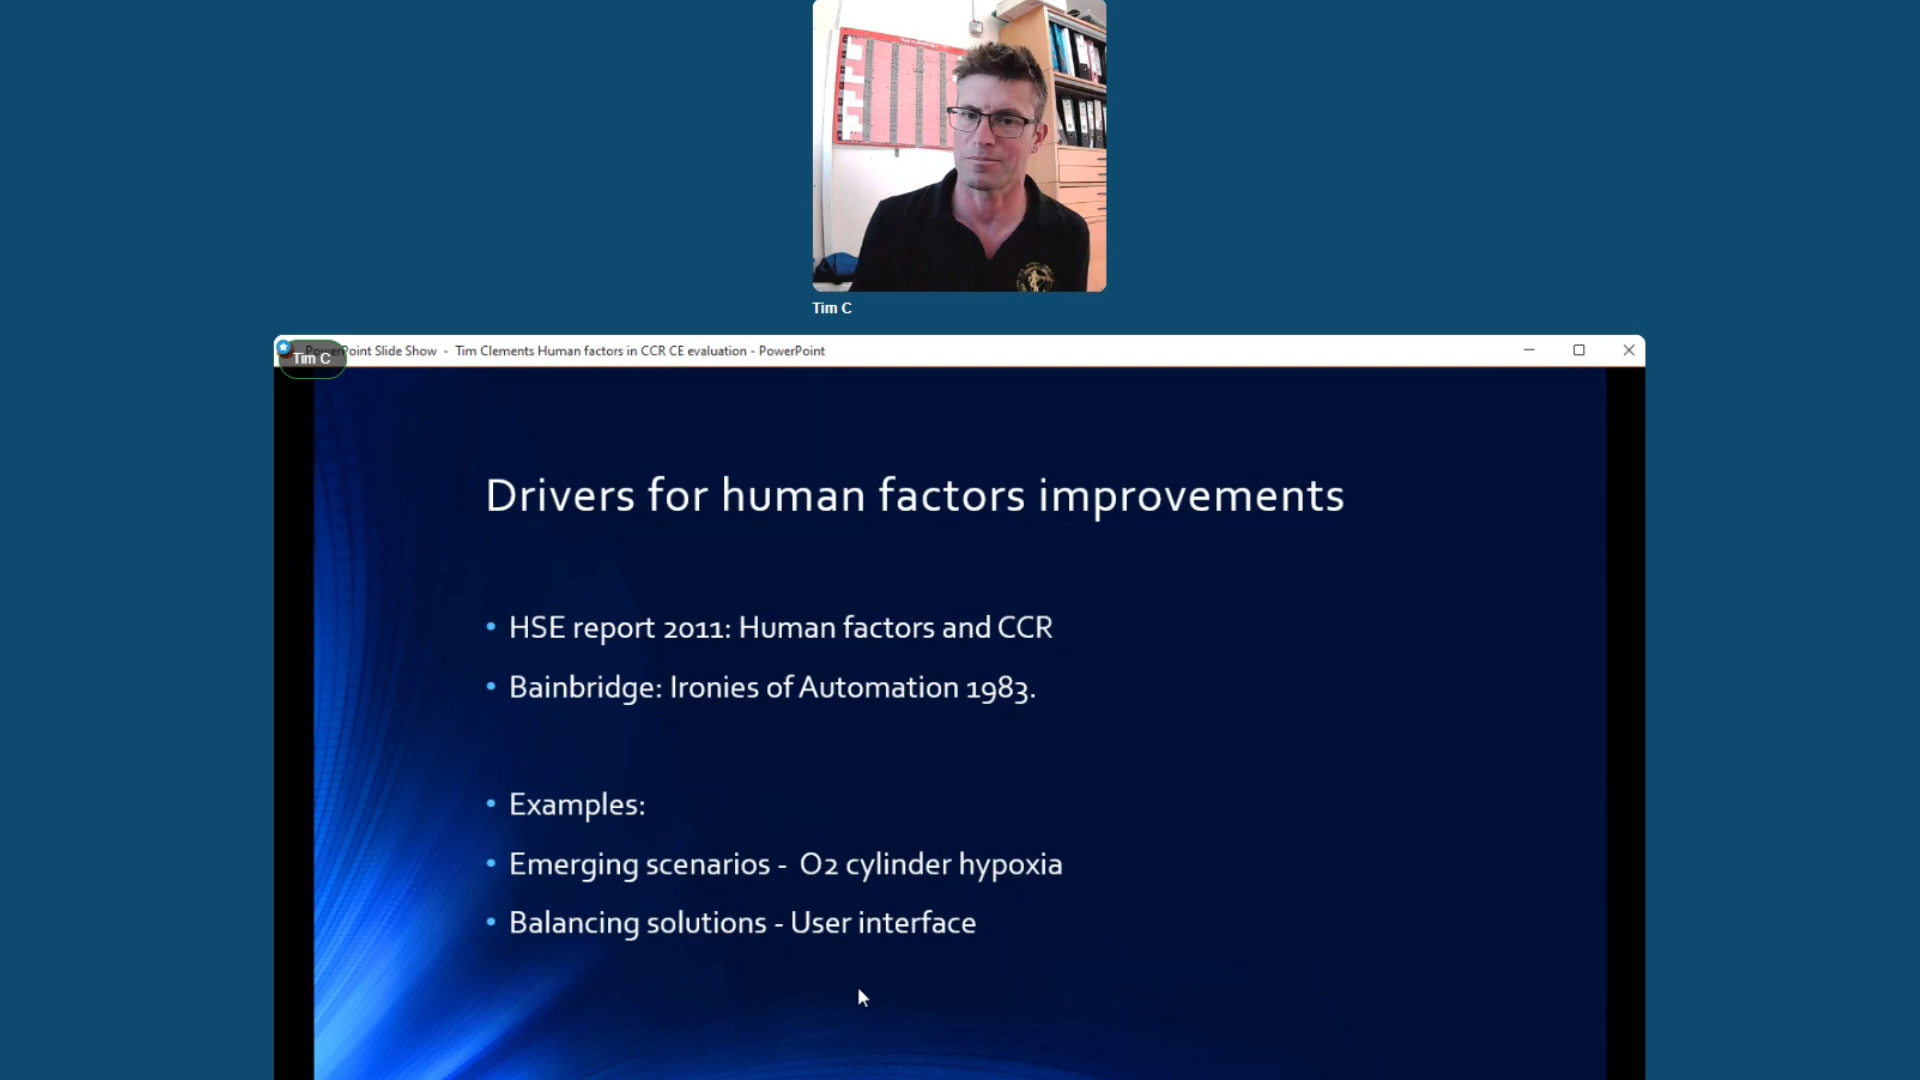 Tim C
PowerPoint Slide Show - Tim Clements Human factors in CCR CE evaluation - PowerPoint
Tim C
Drivers for human factors improvements
• HSE report 2011: Human factors and CCR
• Bainbridge: Ironies of Automation 1983.
• Examples:
• Emerging scenarios - O2 cylinder hypoxia
• Balancing solutions - User interface